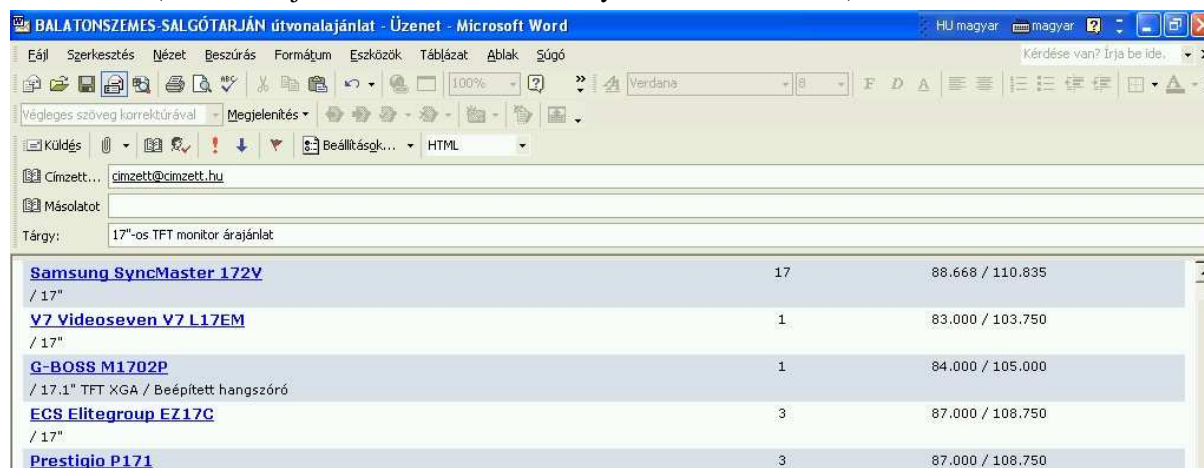 BALATONSZEMES-SALGÓTARJÁN útvonalajánlat - Üzenet - Microsoft Word HU magyar magyar
Fájl Szerkesztés Nézet Beszúrás Formátum Eszközök Táblázat Ablak Súgó Kérdése van? Írja be ide.
100% Verdana 8 F D A
Végleges szöveg korrektúrával Megjelenítés
Küldés Beállítások... HTML
Címzett... cimzett@cimzett.hu
Másolatot
Tárgy: 17"-os TFT monitor árajánlat
Samsung SyncMaster 172V 17 88.668 / 110.835
/ 17"
V7 Videoseven V7 L17EM 1 83.000 / 103.750
/ 17"
G-BOSS M1702P 1 84.000 / 105.000
/ 17.1" TFT XGA / Beépített hangszóró
ECS Elitegroup EZ17C 3 87.000 / 108.750
/ 17"
Prestigio P171 3 87.000 / 108.750